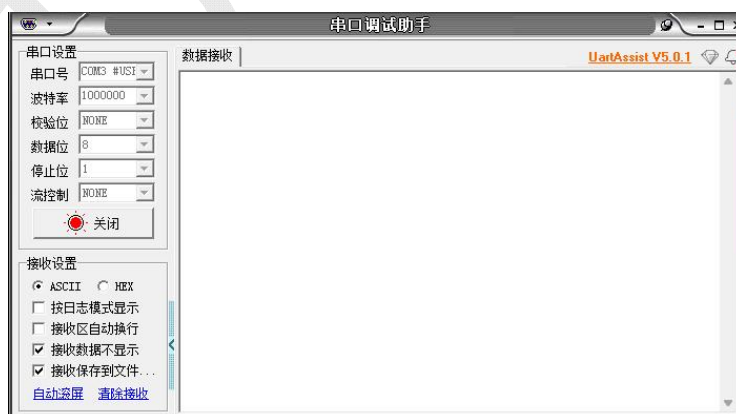 串口调试助手
串口设置
串口号 COM3 #USI
波特率 1000000
校验位 NONE
数据位 8
停止位 1
流控制 NONE
关闭
接收设置
ASCII HEX
按日志模式显示
接收区自动换行
接收数据不显示
接收保存到文件...
自动滚屏 清除接收
数据接收
UartAssist V5.0.1